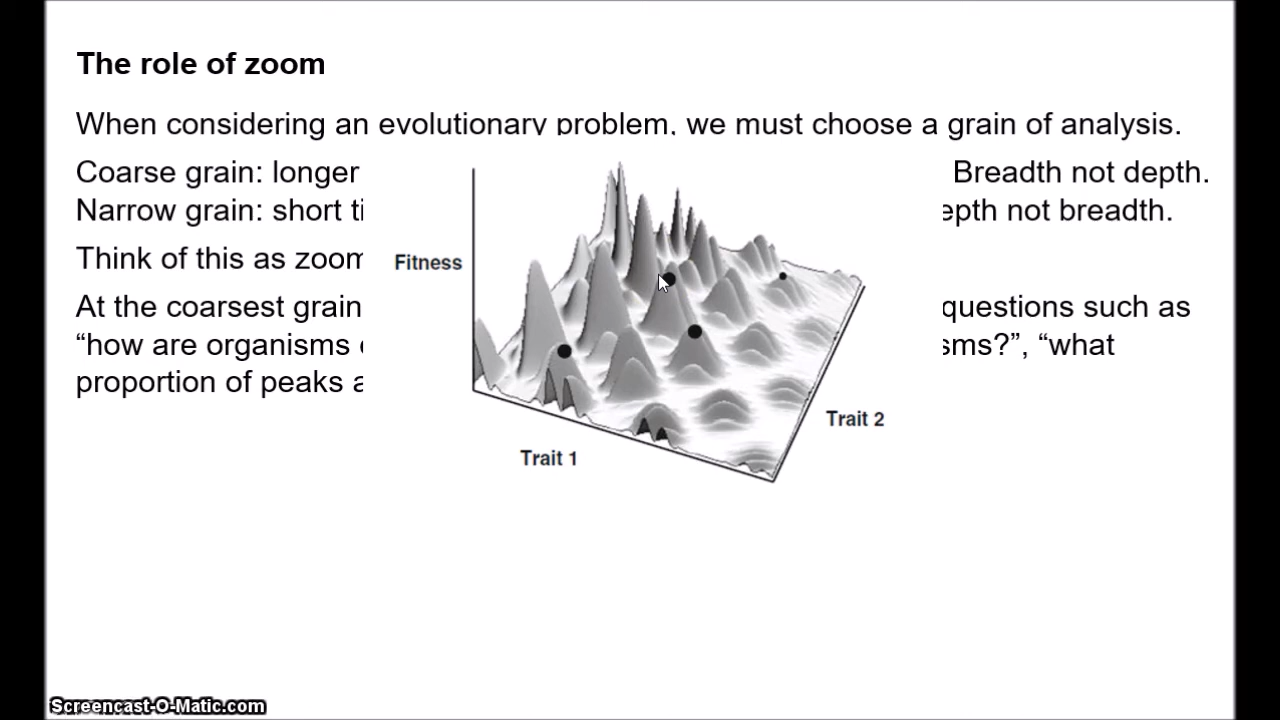 The role of zoom
When considering an evolutionary problem, we must choose a grain of analysis.
Coarse grain: longer Breadth not depth.
Narrow grain: short epth not breadth.
Think of this as zoom
Fitness
At the coarsest grain questions such as
“how are organisms sms?”, “what
proportion of peaks
Trait 2
Trait 1
Screencast-O-Matic.com